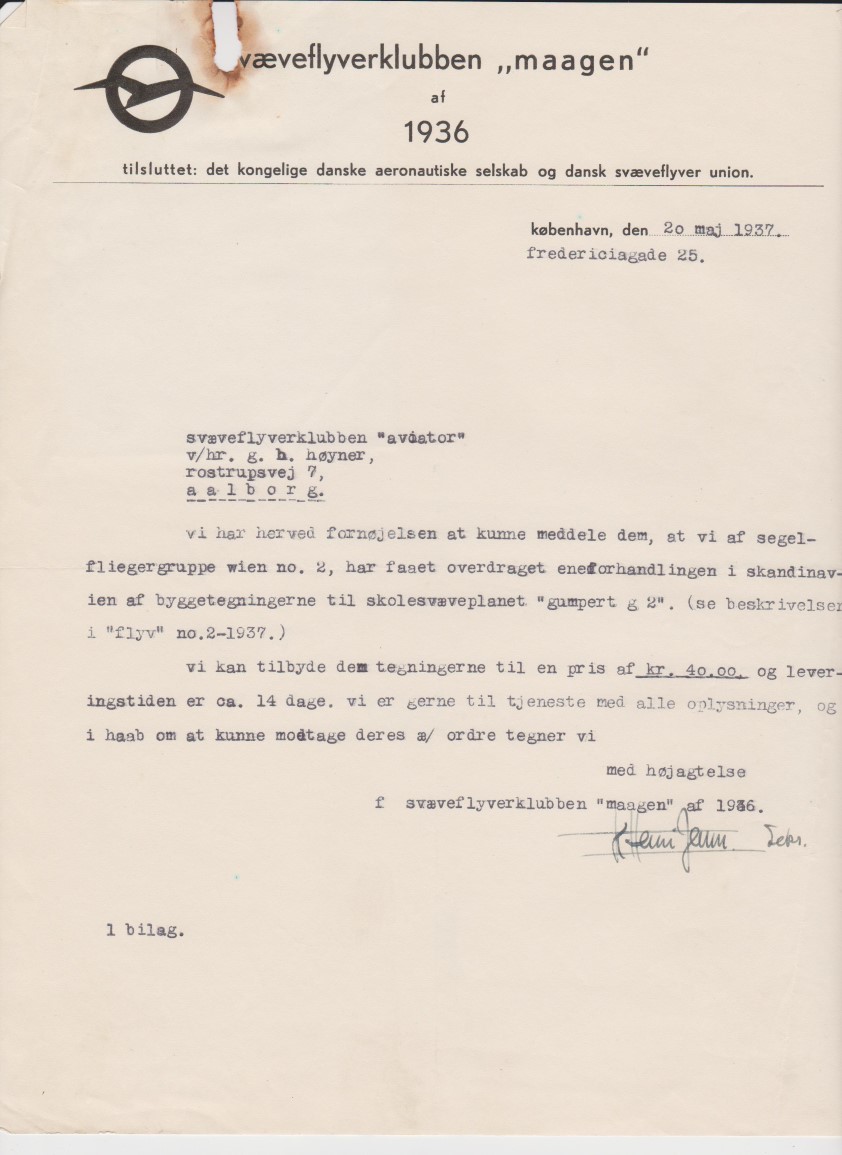 væveflyverklubben „maagen“
af
1936
tilsluttet: det kongelige danske aeronautiske selskab og dansk svæveflyver union.
københavn, den 2o maj 1937.
fredericiagade 25.
svæveflyverklubben "aviator"
v/hr. g. h. høyner,
rostrupsvej 7,
a a l b o r g.
vi har herved fornøjelsen at kunne meddele dem, at vi af segel-
fliegergruppe wien no. 2, har faaet overdraget eneforhandlingen i skandinav-
ien af byggetegningerne til skolesvæveplanet "gumpert g 2". (se beskrivelsen
i "flyv" no.2-1937.)
vi kan tilbyde dem tegningerne til en pris af kr. 4o.oo. og lever-
ingstiden er ca. 14 dage. vi er gerne til tjeneste med alle oplysninger, og
i haab om at kunne modtage deres æ/ ordre tegner vi
med højagtelse
f svæveflyverklubben "maagen" af 1936.
Sekr.
1 bilag.